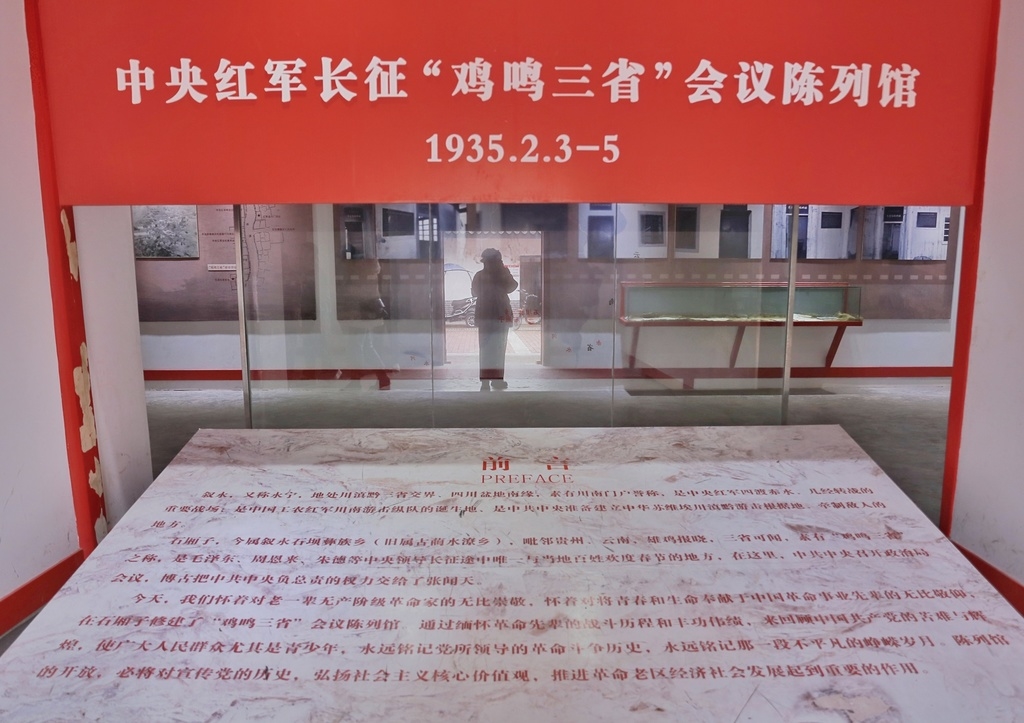 中央红军长征“鸡鸣三省”会议陈列馆
1935.2.3-5
前言
PREFACE
叙永，又称永宁，地处川滇黔三省交界、四川盆地南缘；素有川南门户誉称，是中央红军四渡赤水、几经转战的
重要战场；是中国工农红军川南游击纵队的诞生地、是中共中央准备建立中华苏维埃川滇黔游击根据地、牵制敌人的
地方。
石厢子，今属叙永石坝彝族乡（旧属古蔺水潦乡），毗邻贵州、云南，雄鸡报晓，三省可闻，素有“鸡鸣三省”
之称，是毛泽东、周恩来、朱德等中央领导长征途中唯一与当地百姓欢度春节的地方，在这里，中共中央召开政治局
会议，博古把中共中央负总责的权力交给了张闻天。
今天，我们怀着对老一辈无产阶级革命家的无比崇敬，怀着对将青春和生命奉献于中国革命事业先辈的无比敬仰，
在石厢子修建了“鸡鸣三省”会议陈列馆 通过缅怀革命先辈的战斗历程和丰功伟绩，来回顾中国共产党的苦难与辉
煌，使广大人民群众尤其是青少年，永远铭记党所领导的革命斗争历史，永远铭记那一段不平凡的峥嵘岁月。陈列馆
的开放，必将对宣传党的历史，弘扬社会主义核心价值观，推进革命老区经济社会发展起到重要的作用。